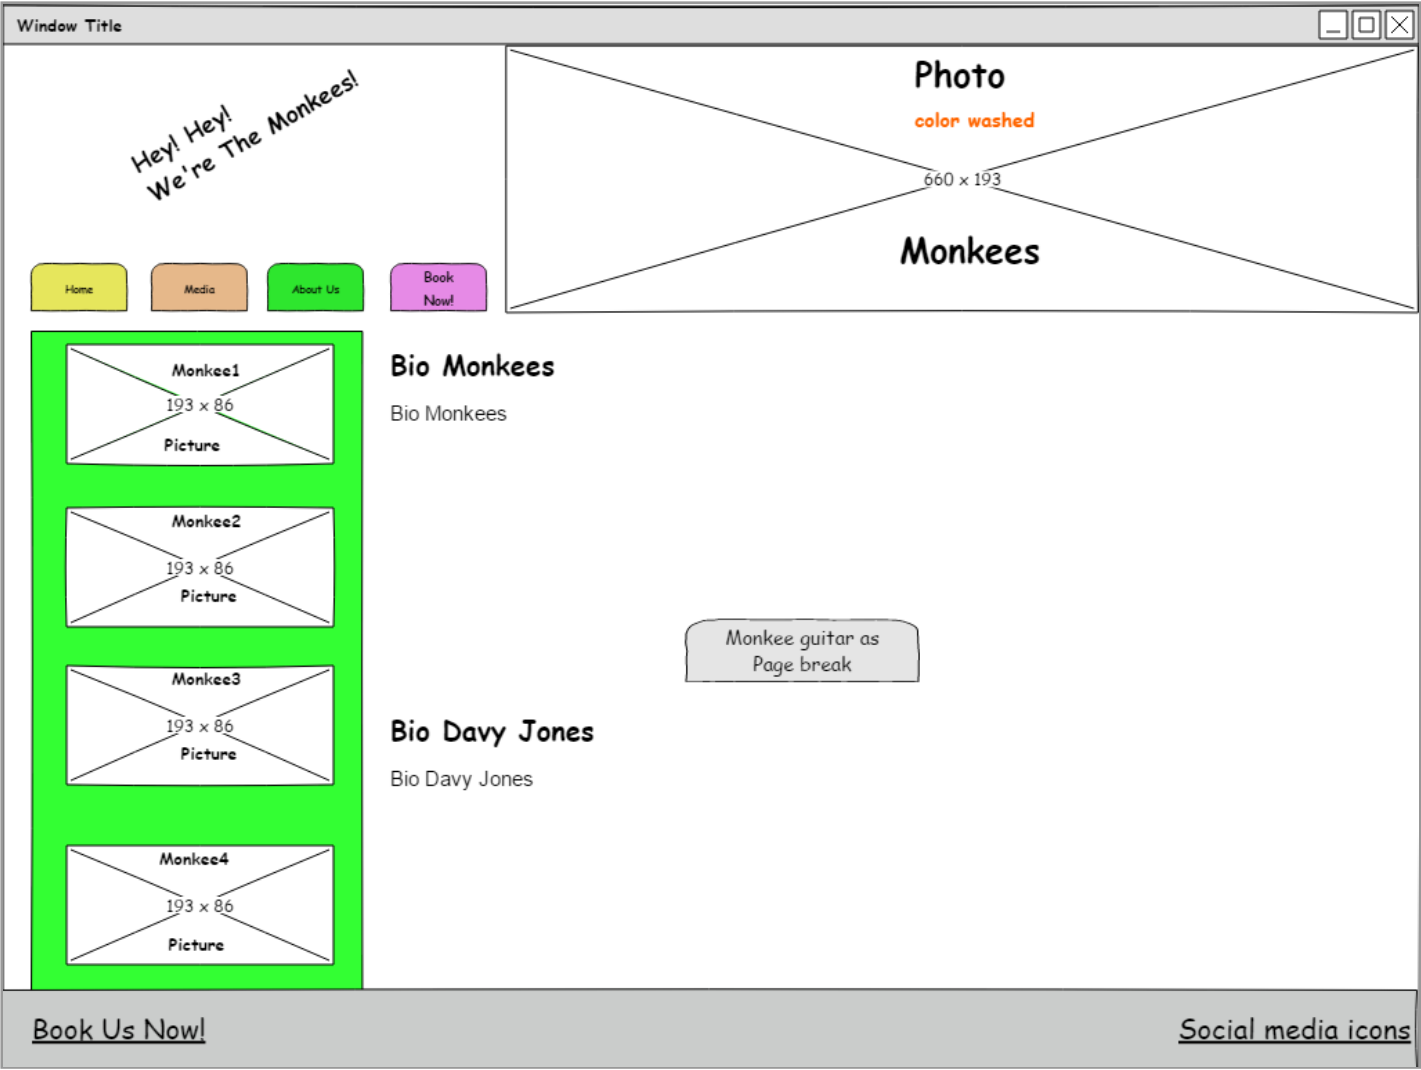 Window Title
Hey! Hey!
We're The Monkees!
Photo
color washed
660 x 193
Monkees
Home
Media
About Us
Book
Now!
Monkee1
193 x 86
Picture
Monkee2
193 x 86
Picture
Monkee3
193 x 86
Picture
Monkee4
193 x 86
Picture
Bio Monkees
Bio Monkees
Monkee guitar as
Page break
Bio Davy Jones
Bio Davy Jones
Book Us Now!
Social media icons